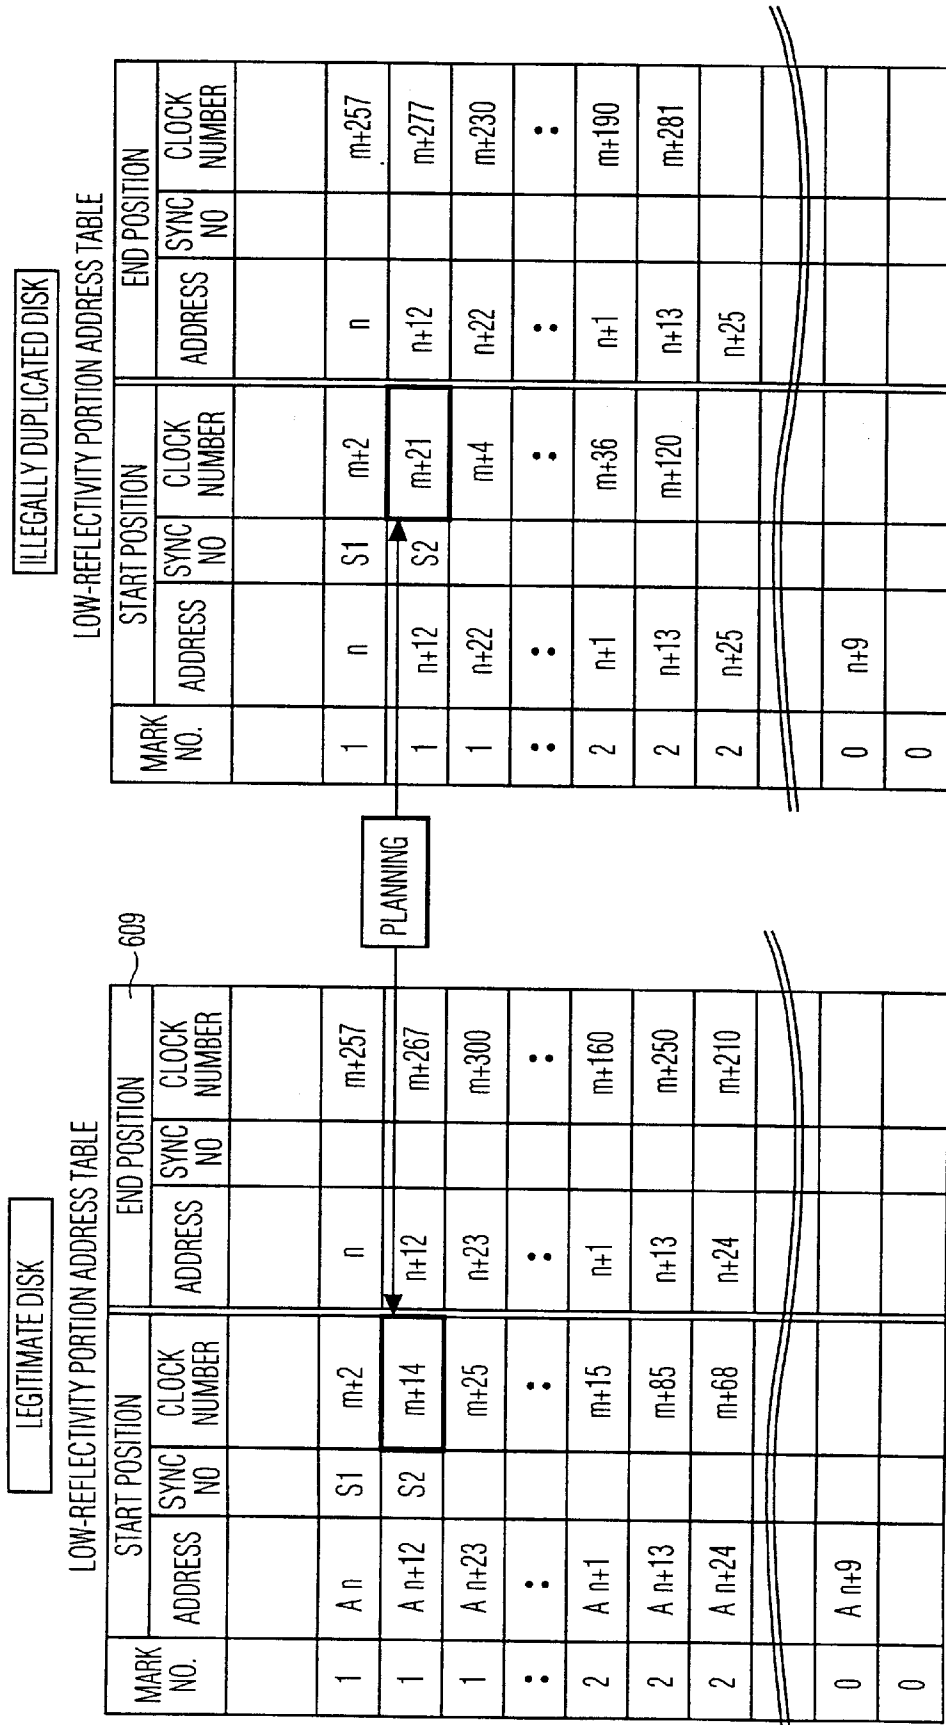 LEGITIMATE DISK
LOW-REFLECTIVITY PORTION ADDRESS TABLE
609
MARK NO. START POSITION END POSITION
ADDRESS SYNC NO CLOCK NUMBER ADDRESS SYNC NO CLOCK NUMBER
1 A n S1 m+2 n m+257
1 A n+12 S2 m+14 n+12 m+267
1 A n+23 m+25 n+23 m+300
: : : : :
2 A n+1 m+15 n+1 m+160
2 A n+13 m+85 n+13 m+250
2 A n+24 m+68 n+24 m+210
0 A n+9
0
PLANNING
ILLEGALLY DUPLICATED DISK
LOW-REFLECTIVITY PORTION ADDRESS TABLE
MARK NO. START POSITION END POSITION
ADDRESS SYNC NO CLOCK NUMBER ADDRESS SYNC NO CLOCK NUMBER
1 n S1 m+2 n m+257
1 n+12 S2 m+21 n+12 m+277
1 n+22 m+4 n+22 m+230
: : : : :
2 n+1 m+36 n+1 m+190
2 n+13 m+120 n+13 m+281
2 n+25 n+25
0 n+9
0